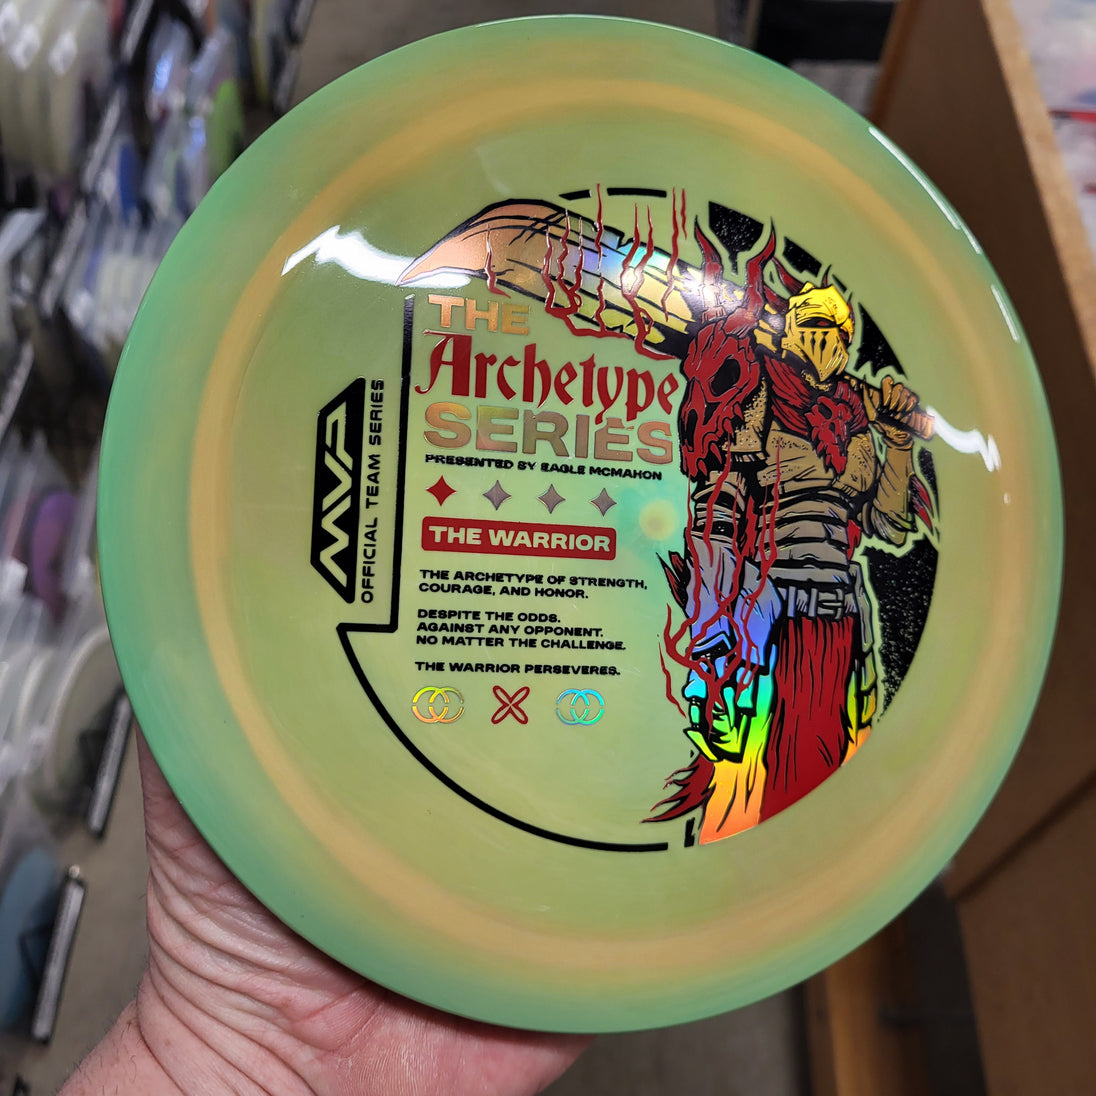 THE
Archetype
SERIES
PRESENTED BY EAGLE MCMAHON
THE WARRIOR
THE ARCHETYPE OF STRENGTH,
COURAGE, AND HONOR.
DESPITE THE ODDS.
AGAINST ANY OPPONENT.
NO MATTER THE CHALLENGE.
THE WARRIOR PERSEVERES.
MVP
OFFICIAL TEAM SERIES